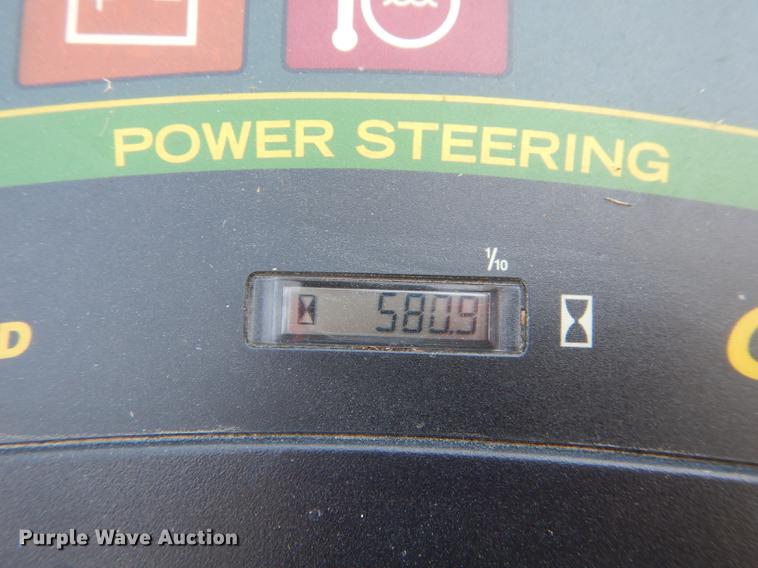 POWER STEERING
1/10
580.9
D
Purple Wave Auction